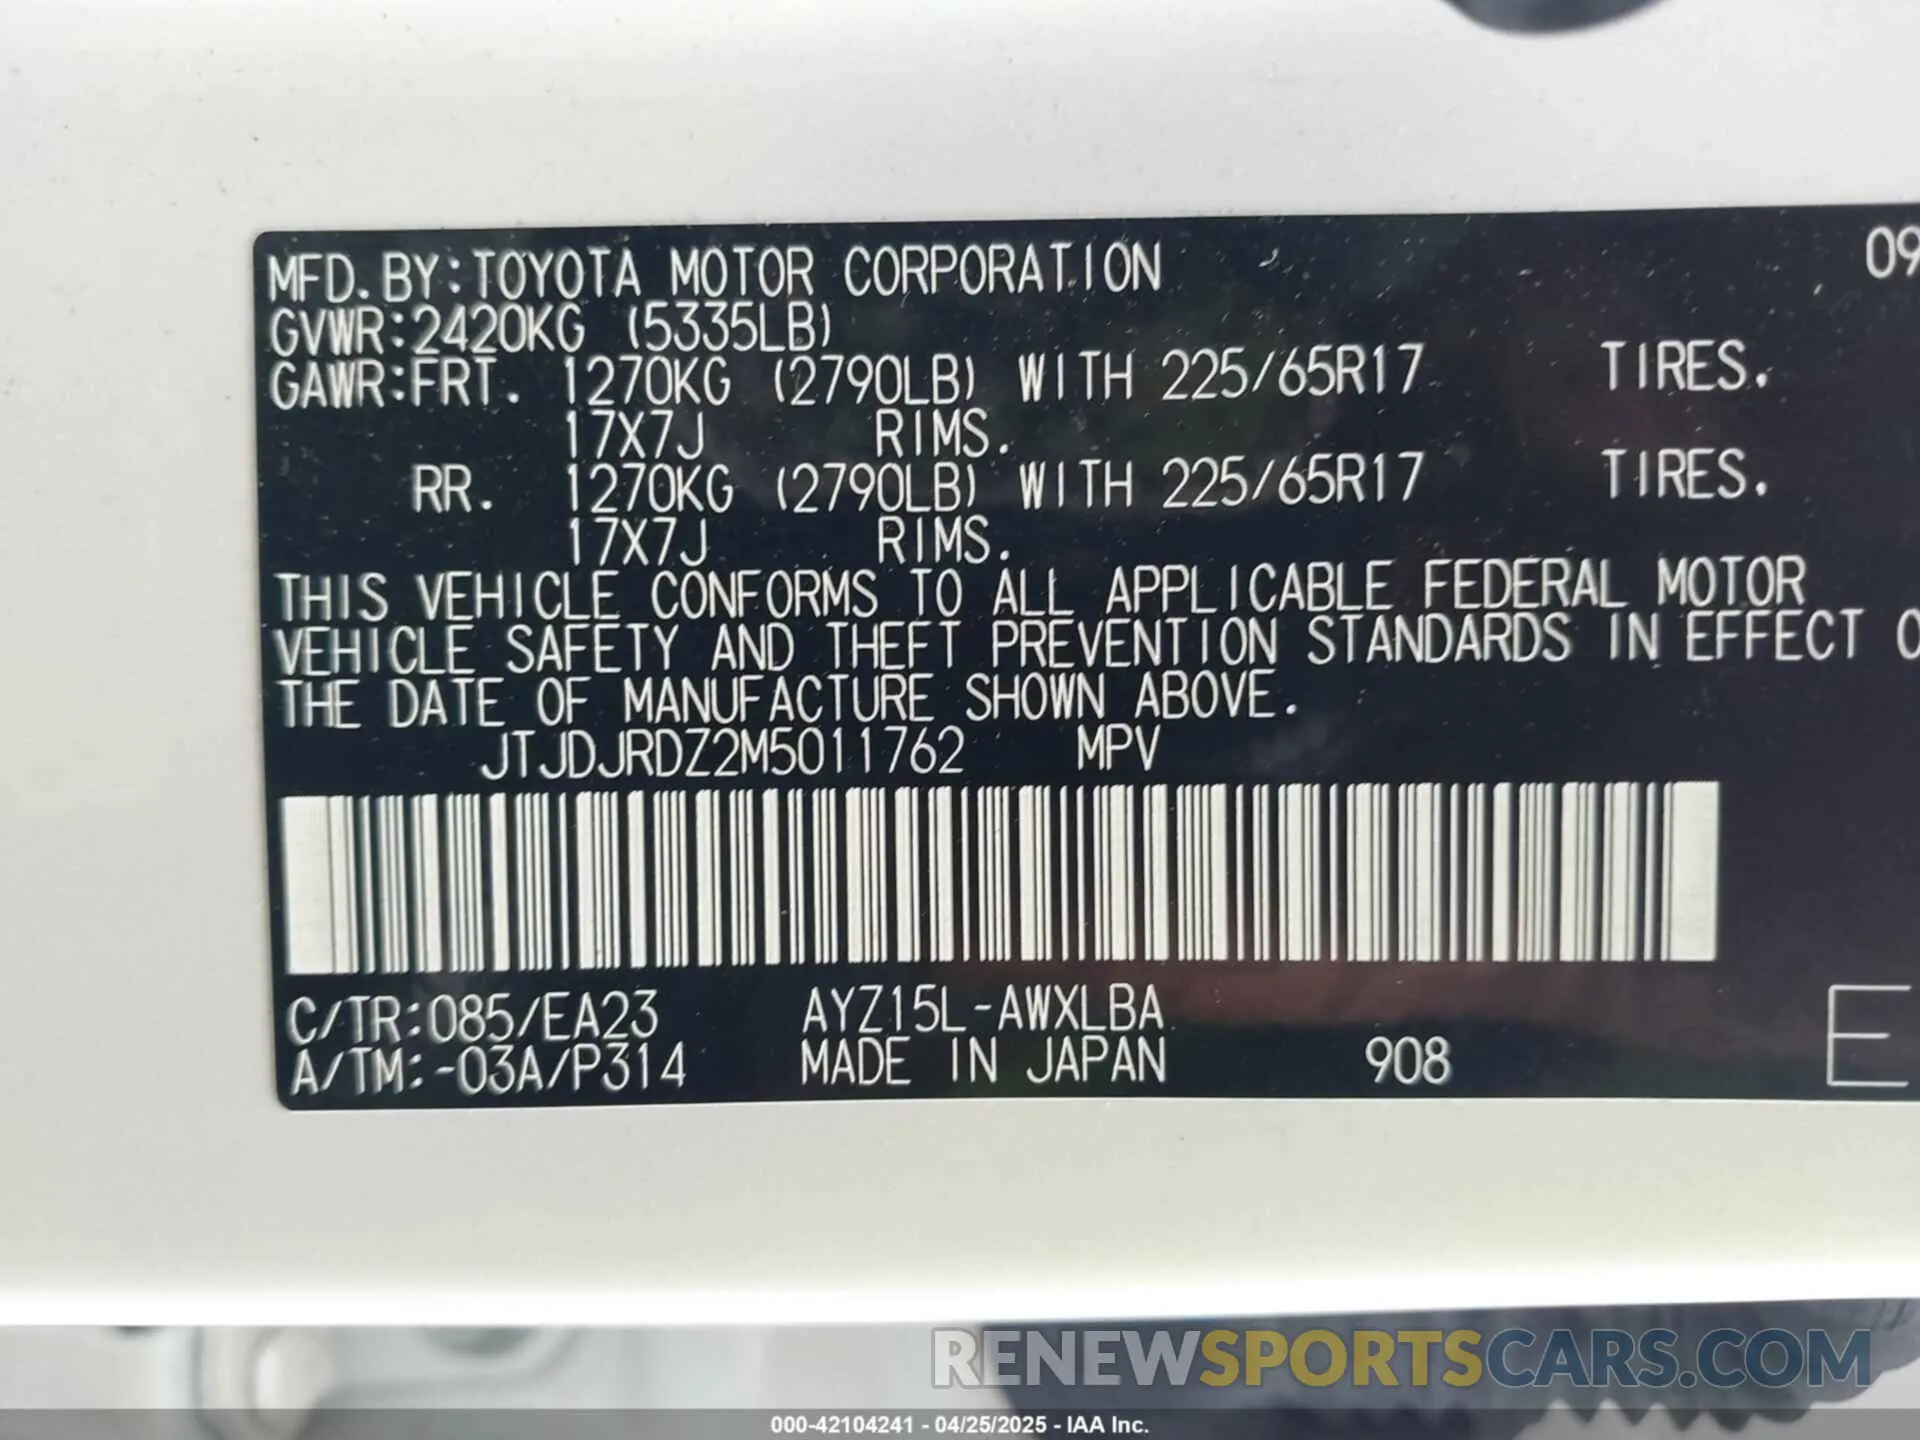 MFD.BY:TOYOTA MOTOR CORPORATION 09
GVWR:2420KG (5335LB)
GAWR:FRT. 1270KG (2790LB) WITH 225/65R17 TIRES.
17X7J RIMS.
RR. 1270KG (2790LB) WITH 225/65R17 TIRES.
17X7J RIMS.
THIS VEHICLE CONFORMS TO ALL APPLICABLE FEDERAL MOTOR
VEHICLE SAFETY AND THEFT PREVENTION STANDARDS IN EFFECT O
THE DATE OF MANUFACTURE SHOWN ABOVE.
JTJDJRDZ2M5011762 MPV
C/TR:085/EA23 AYZ15L-AWXLBA
A/TM:-03A/P314 MADE IN JAPAN 908 E
RENEWSPORTSCARS.COM
000-42104241 - 04/25/2025 - IAA Inc.